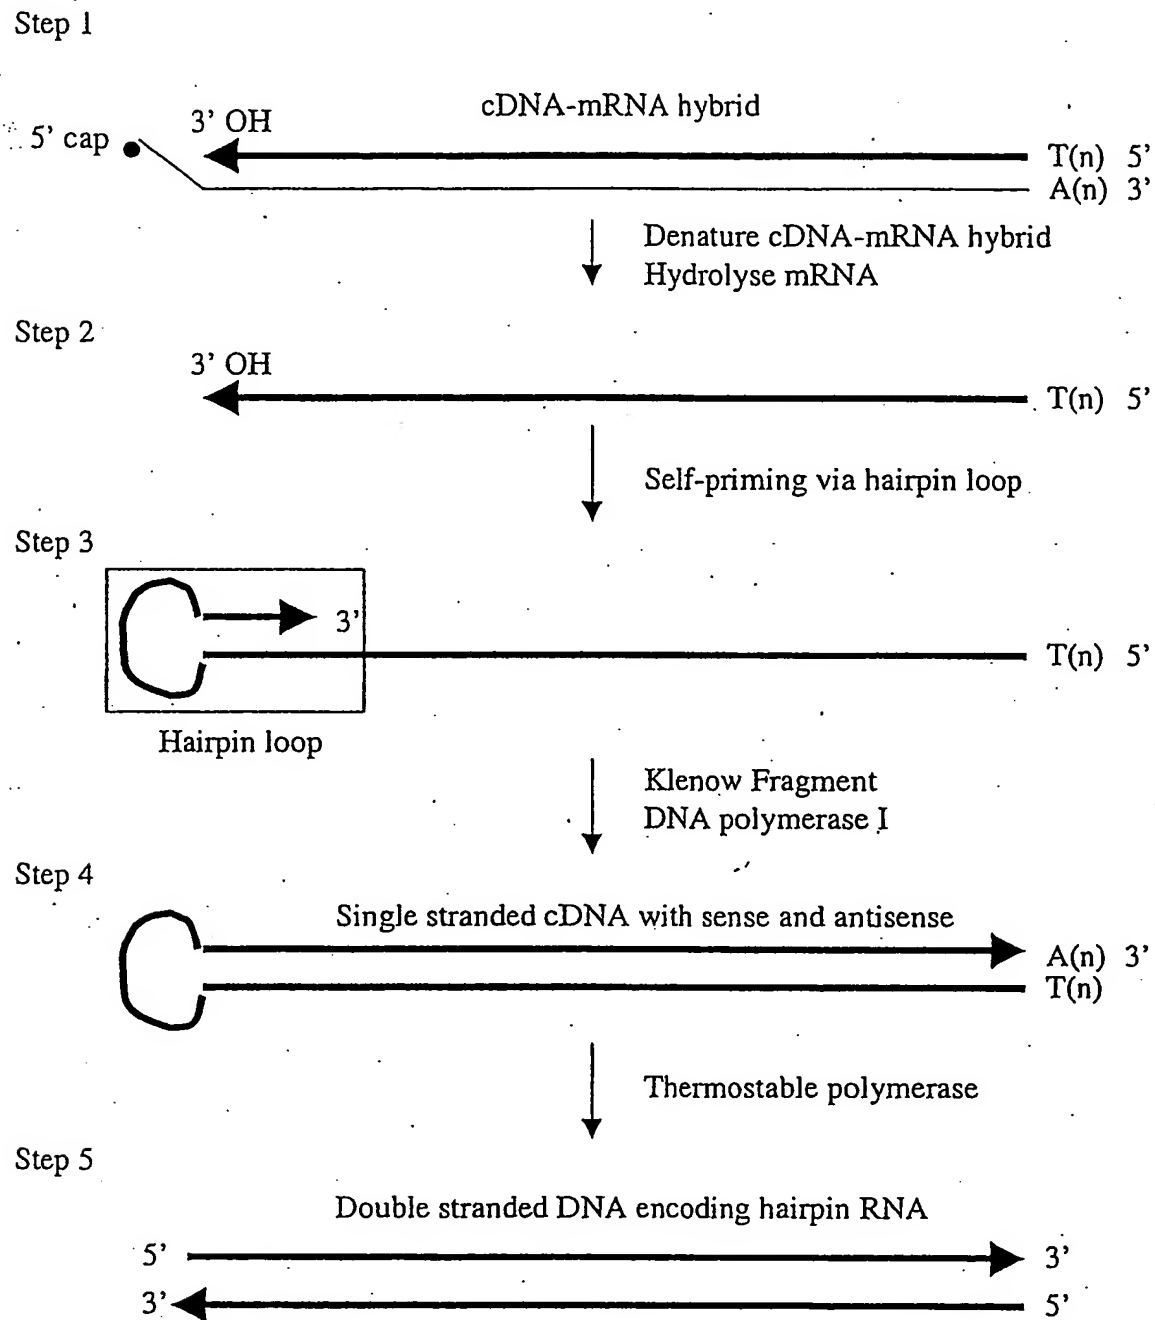 Step 1
cDNA-mRNA hybrid
3' OH
5' cap
T(n) 5'
A(n) 3'
Denature cDNA-mRNA hybrid
Hydrolyse mRNA
Step 2
3' OH
T(n) 5'
Self-priming via hairpin loop
Step 3
3'
T(n) 5'
Hairpin loop
Klenow Fragment
DNA polymerase I
Step 4
Single stranded cDNA with sense and antisense
A(n) 3'
T(n)
Thermostable polymerase
Step 5
Double stranded DNA encoding hairpin RNA
5' 3'
3' 5'